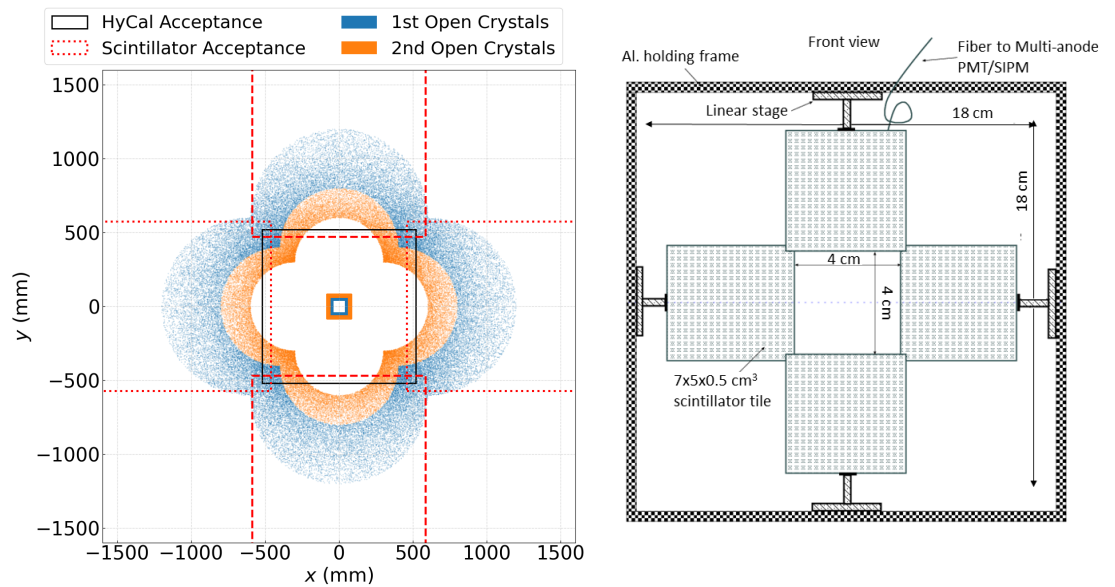 HyCal Acceptance
Scintillator Acceptance
1st Open Crystals
2nd Open Crystals
1500
1000
500
0
−500
−1000
−1500
y (mm)
−1500 −1000 −500 0 500 1000 1500
x (mm)
Front view
Al. holding frame
Fiber to Multi-anode
PMT/SIPM
Linear stage
18 cm
18 cm
4 cm
4 cm
7x5x0.5 cm³
scintillator tile